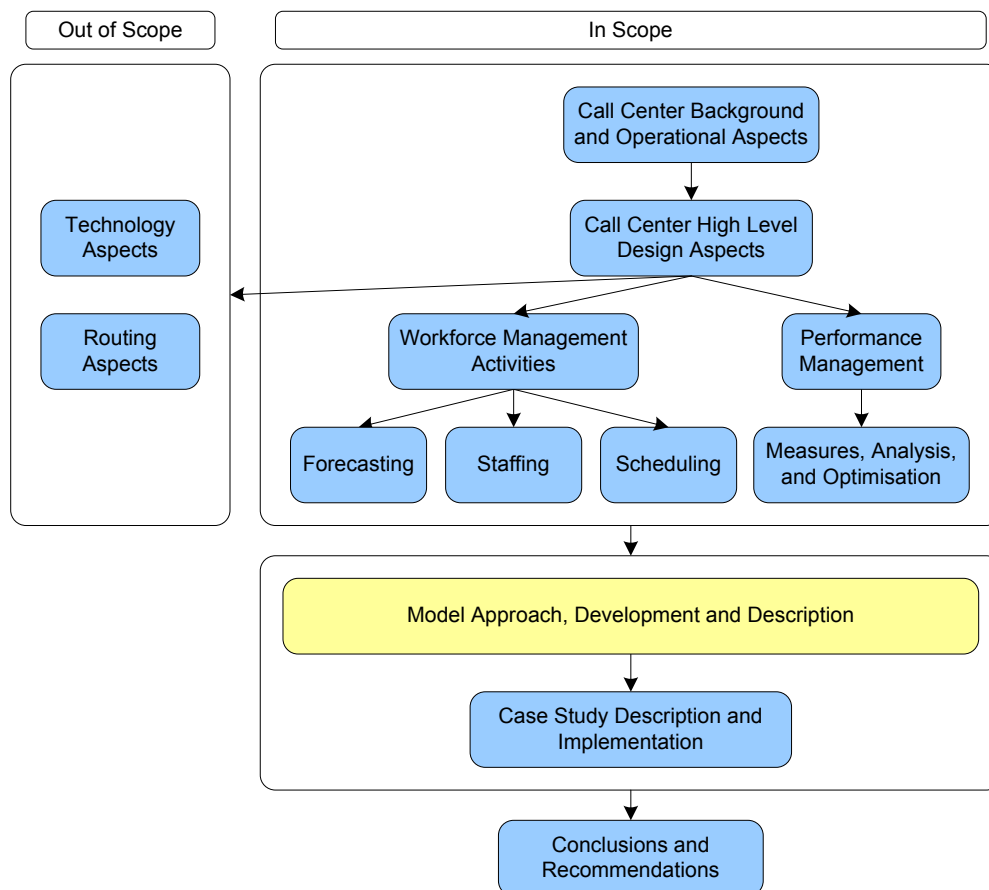 Out of Scope
In Scope
Call Center Background
and Operational Aspects
Call Center High Level
Design Aspects
Technology
Aspects
Routing
Aspects
Workforce Management
Activities
Performance
Management
Forecasting
Staffing
Scheduling
Measures, Analysis,
and Optimisation
Model Approach, Development and Description
Case Study Description and
Implementation
Conclusions and
Recommendations